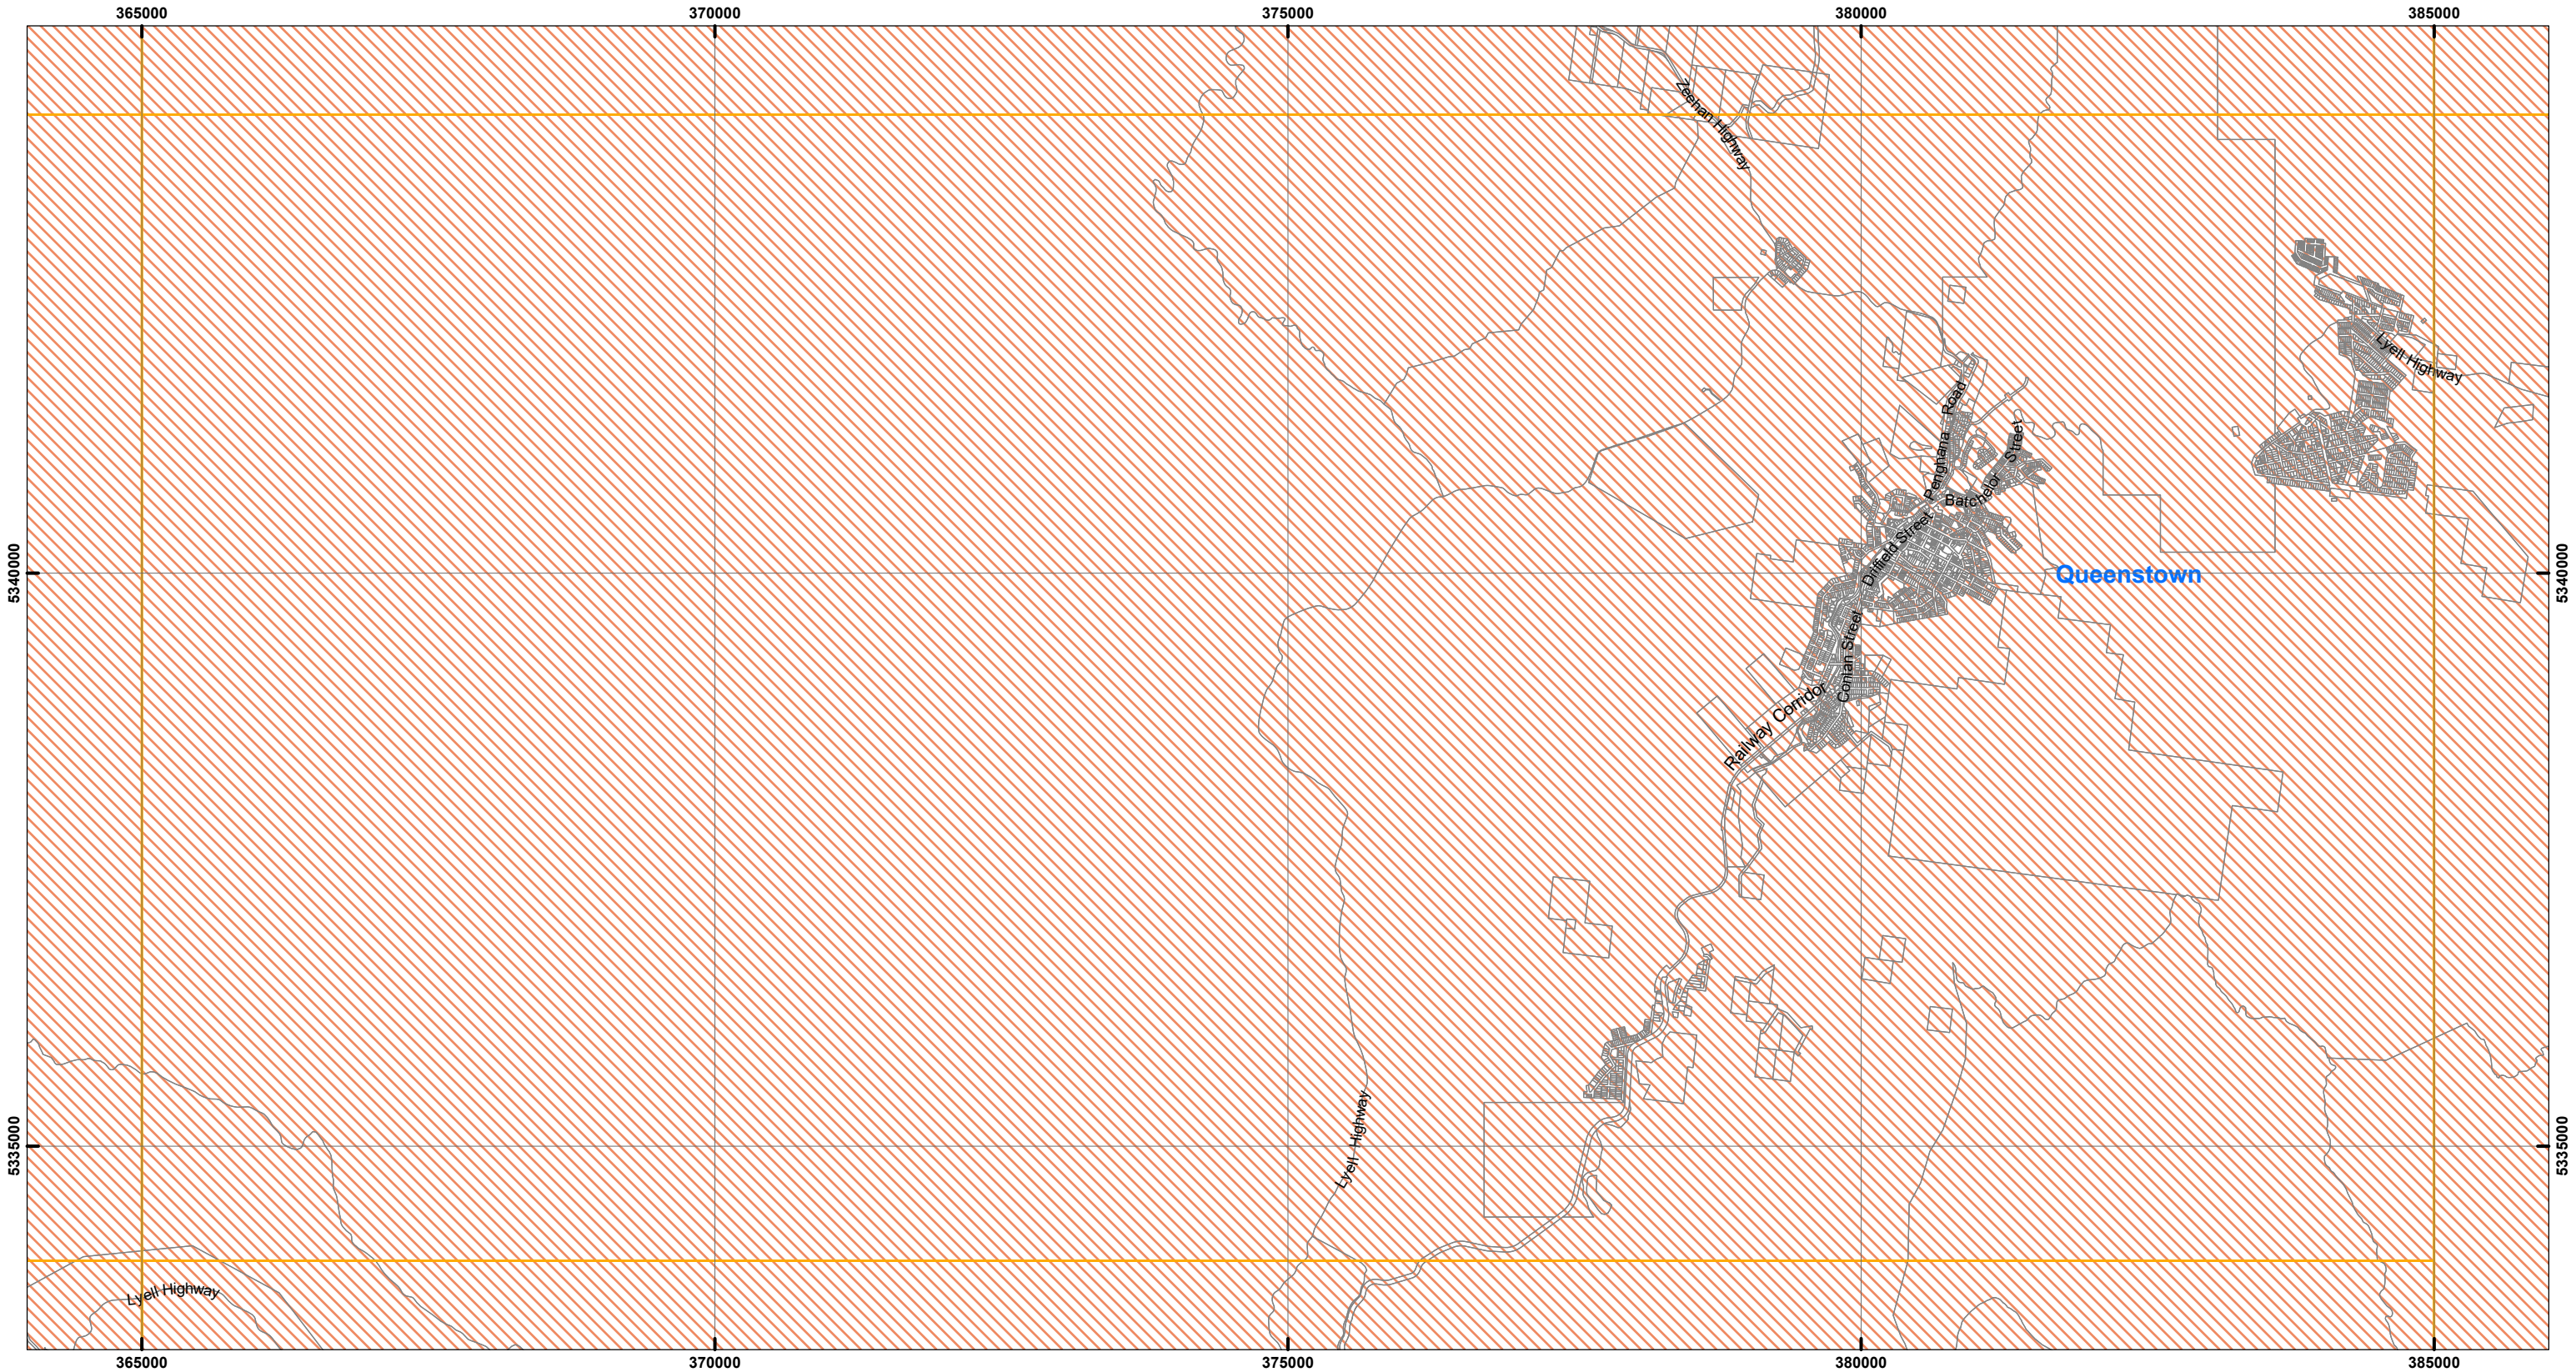 365000 370000 375000 380000 385000
Zeehan Highway
Lyell Highway
Penghana Road
Batchelor Street
Driffield Street
5340000 5340000
Queenstown
Conlan Street
Railway Corridor
5335000 5335000
Lyell Highway
Lyell Highway
365000 370000 375000 380000 385000